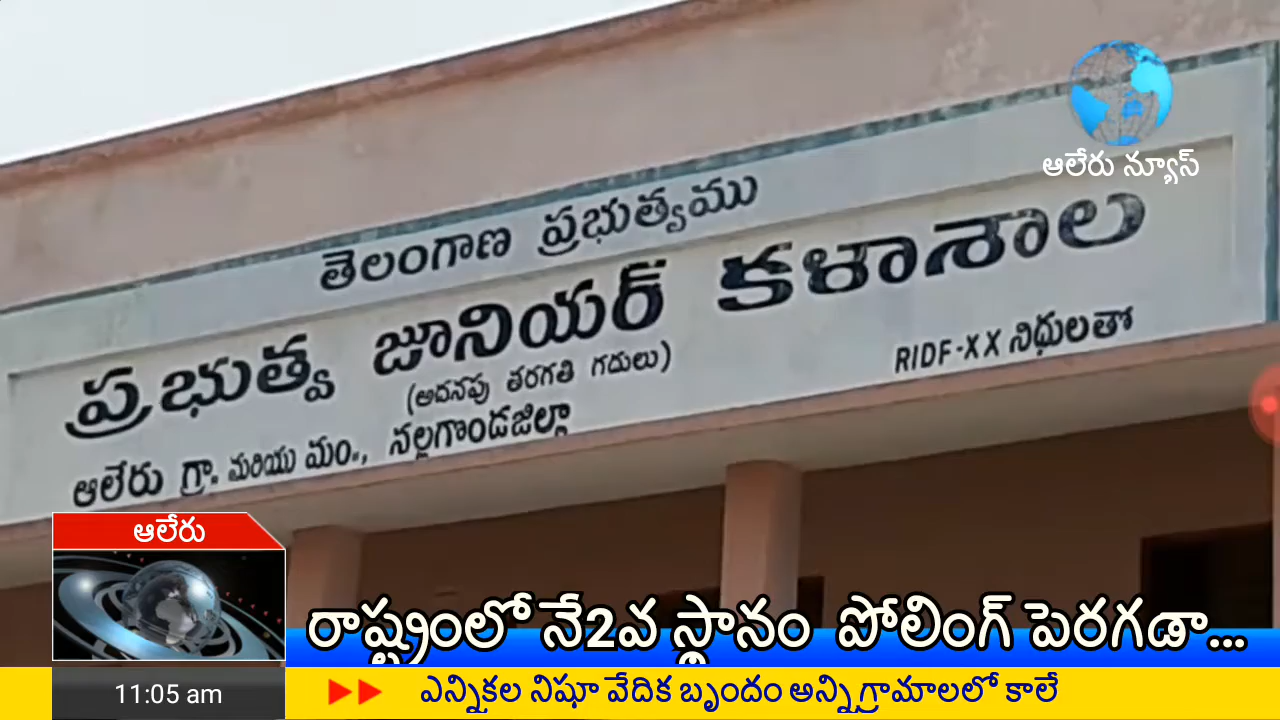 ఆలేరు న్యూస్
తెలంగాణ ప్రభుత్వము
ప్రభుత్వ జూనియర్ కళాశాల
(అదనపు తరగతి గదులు)
RIDF-XX నిధులతో
ఆలేరు గ్రా. మరియు మం., నల్లగొండజిల్లా
ఆలేరు
రాష్ట్రంలో నే2వ స్థానం పోలింగ్ పెరగడా...
11:05 am
ఎన్నికల నిషూ వేదిక బృందం అన్ని గ్రామాలలో కాలే